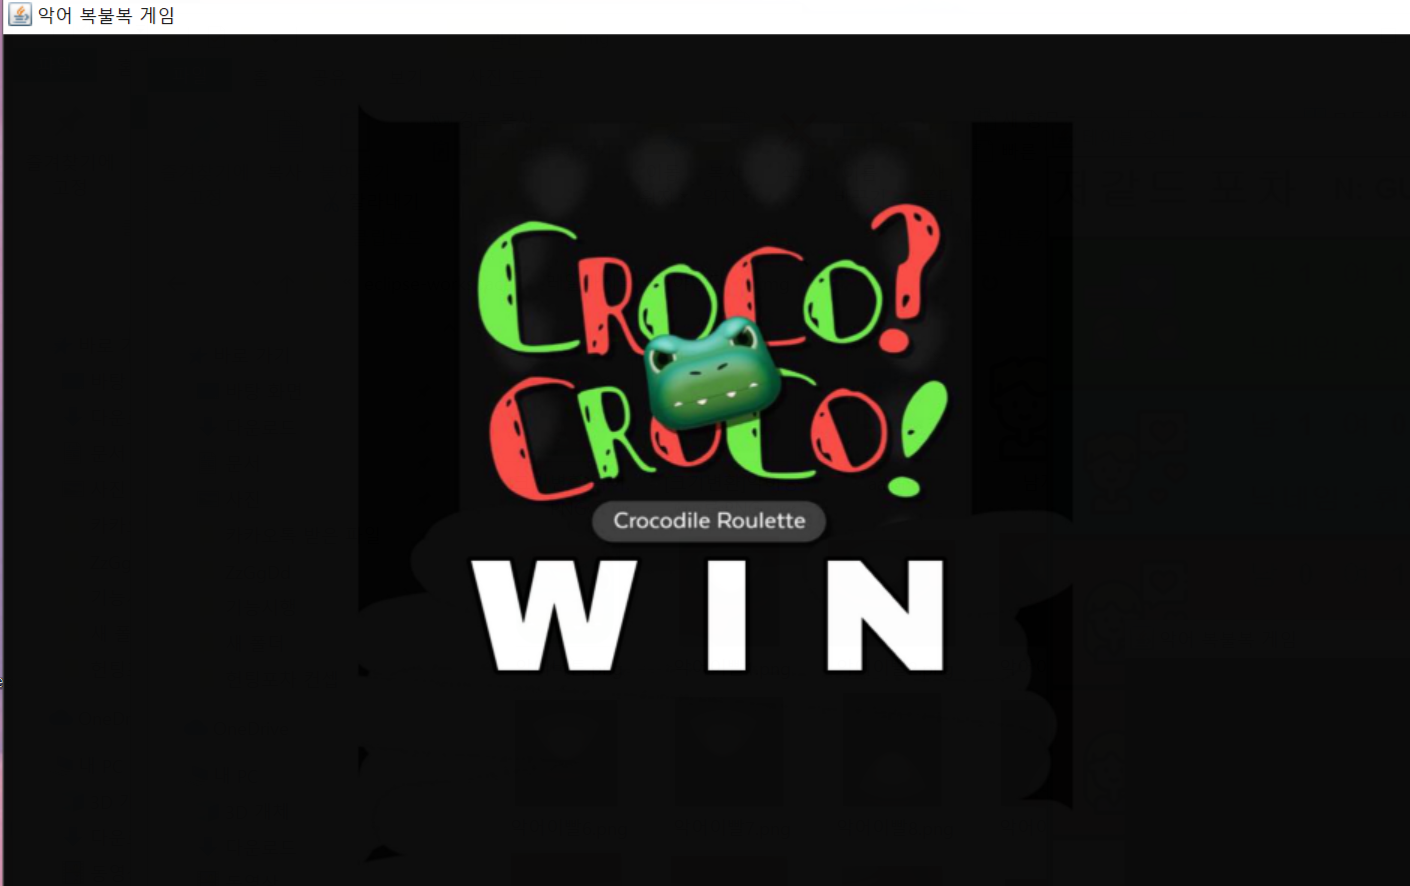 악어 복불복 게임
CROCO?
CROCO!
Crocodile Roulette
WIN